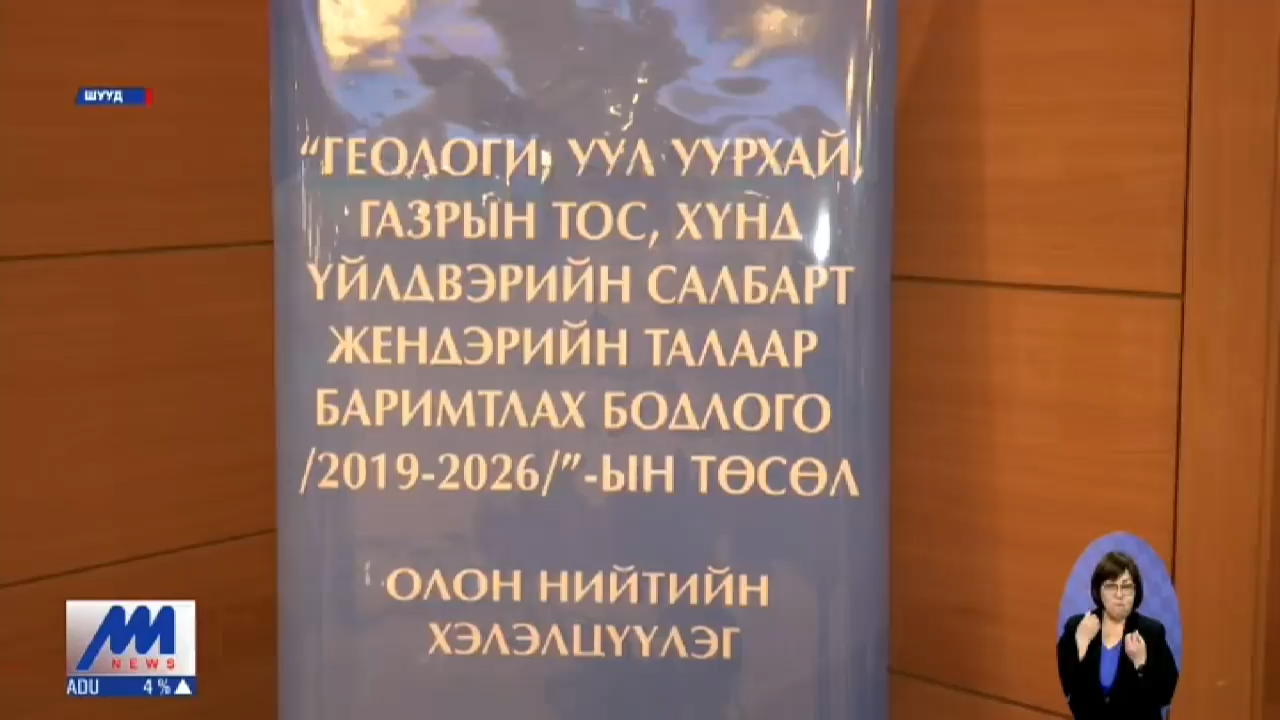 ШУУД
“ГЕОЛОГИ, УУЛ УУРХАЙ,
ГАЗРЫН ТОС, ХҮНД
ҮЙЛДВЭРИЙН САЛБАРТ
ЖЕНДЭРИЙН ТАЛААР
БАРИМТЛАХ БОДЛОГО
/2019-2026/”-ЫН ТӨСӨЛ
ОЛОН НИЙТИЙН
ХЭЛЭЛЦҮҮЛЭГ
M
NEWS
ADU 4 %